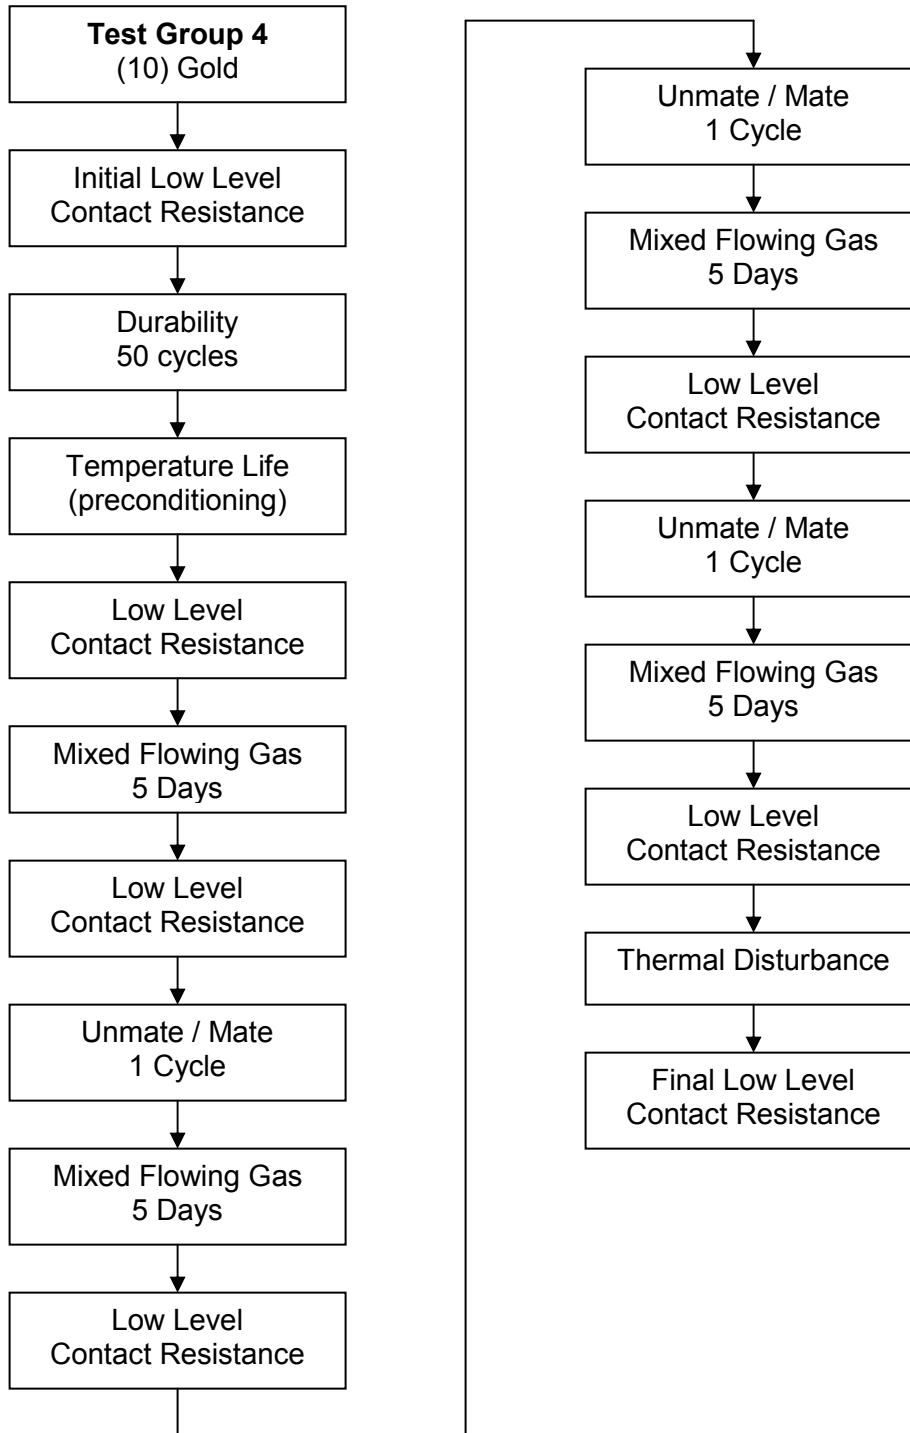 Test Group 4
(10) Gold
Initial Low Level
Contact Resistance
Durability
50 cycles
Temperature Life
(preconditioning)
Low Level
Contact Resistance
Mixed Flowing Gas
5 Days
Low Level
Contact Resistance
Unmate / Mate
1 Cycle
Mixed Flowing Gas
5 Days
Low Level
Contact Resistance
Unmate / Mate
1 Cycle
Mixed Flowing Gas
5 Days
Low Level
Contact Resistance
Unmate / Mate
1 Cycle
Mixed Flowing Gas
5 Days
Low Level
Contact Resistance
Thermal Disturbance
Final Low Level
Contact Resistance